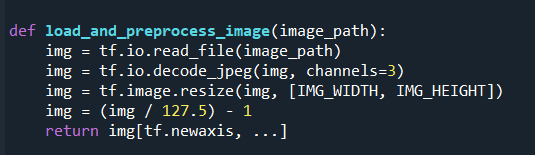 def load_and_preprocess_image(image_path):
    img = tf.io.read_file(image_path)
    img = tf.io.decode_jpeg(img, channels=3)
    img = tf.image.resize(img, [IMG_WIDTH, IMG_HEIGHT])
    img = (img / 127.5) - 1
    return img[tf.newaxis, ...]